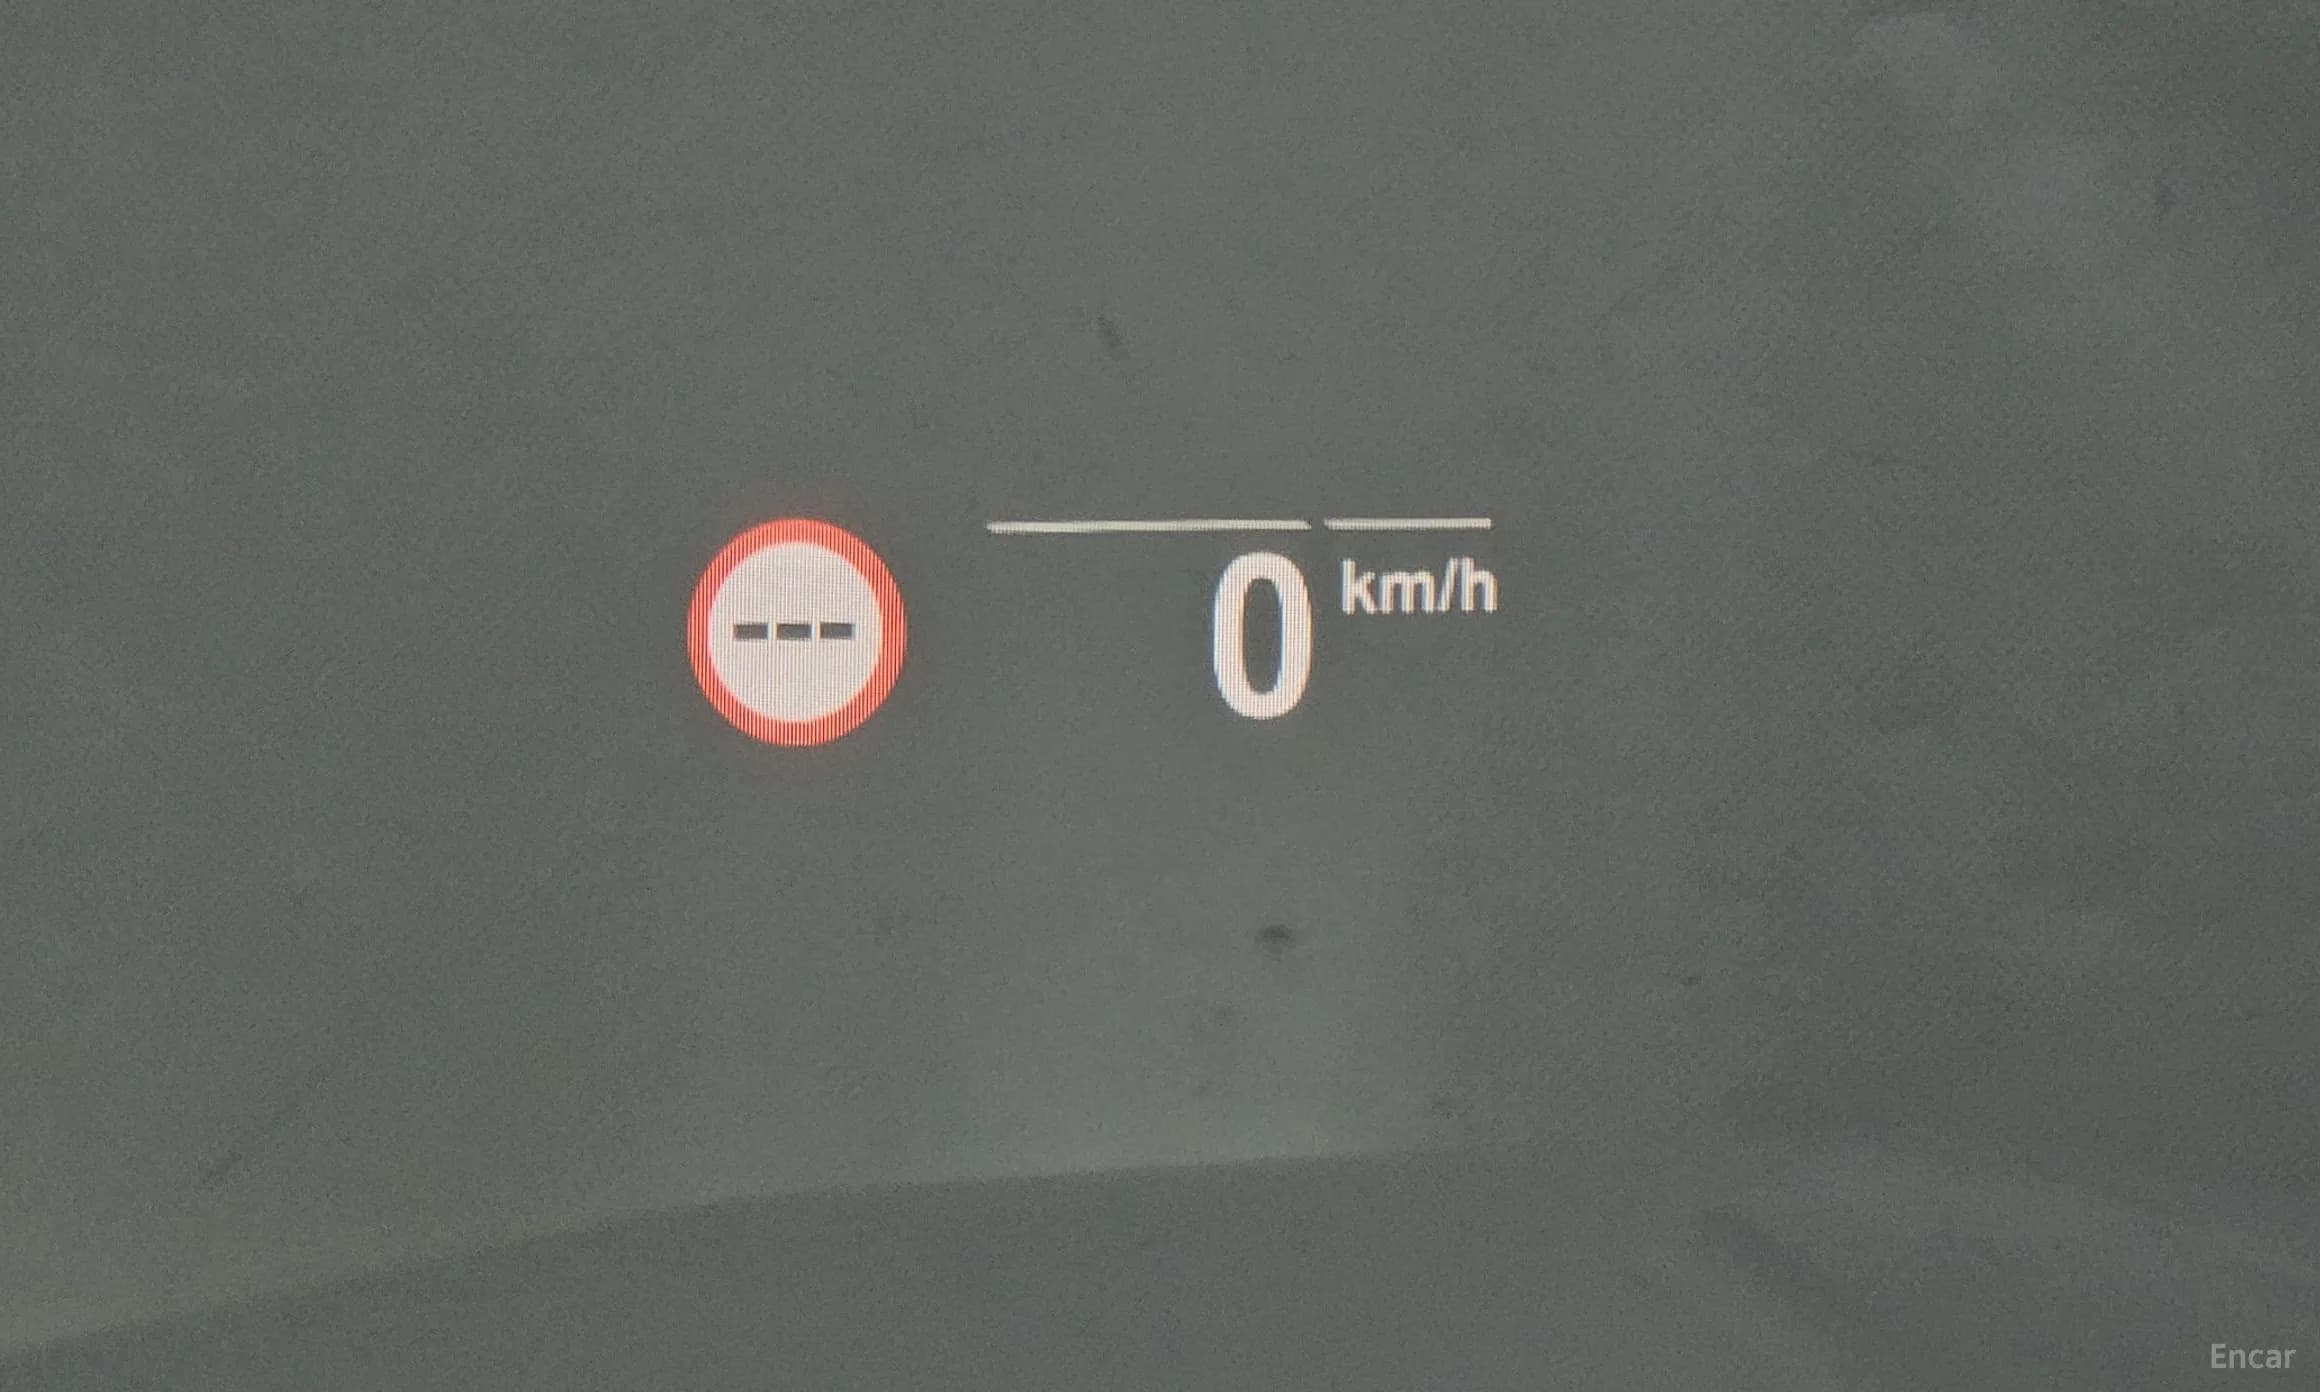 ---
0 km/h
Encar